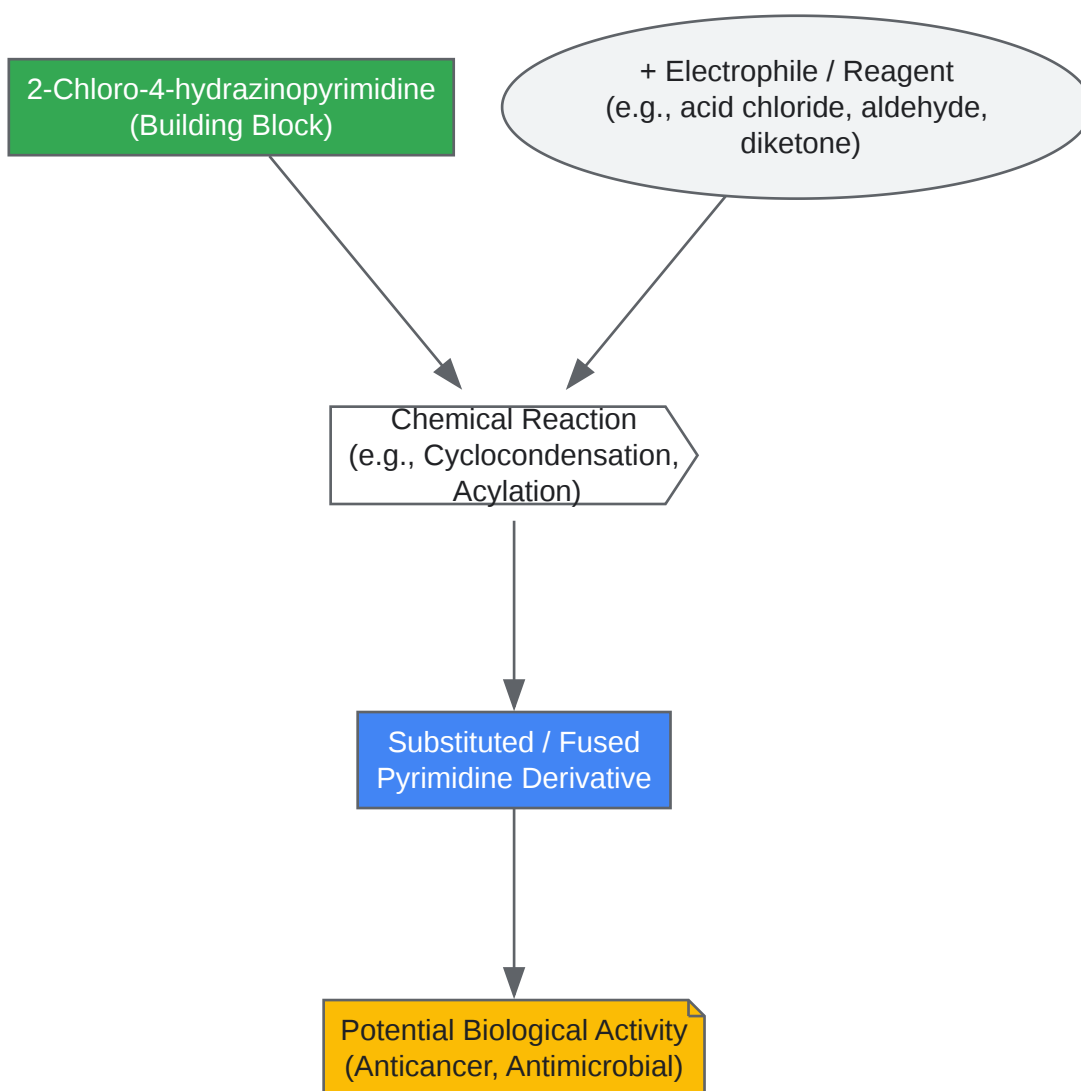 2-Chloro-4-hydrazinopyrimidine
(Building Block)
+ Electrophile / Reagent
(e.g., acid chloride, aldehyde,
diketone)
Chemical Reaction
(e.g., Cyclocondensation,
Acylation)
Substituted / Fused
Pyrimidine Derivative
Potential Biological Activity
(Anticancer, Antimicrobial)